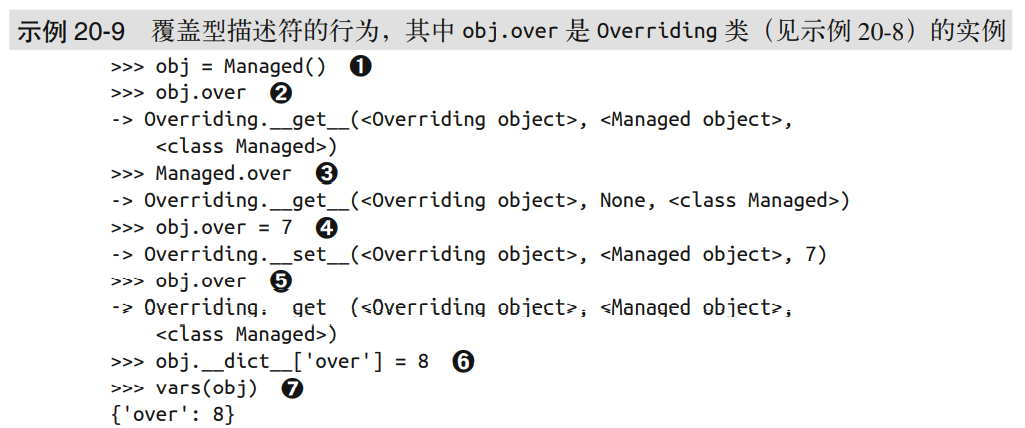 示例 20-9 覆盖型描述符的行为，其中 obj.over 是 Overriding 类（见示例 20-8）的实例
>>> obj = Managed() ❶
>>> obj.over ❷
-> Overriding.__get__(<Overriding object>, <Managed object>,
<class Managed>)
>>> Managed.over ❸
-> Overriding.__get__(<Overriding object>, None, <class Managed>)
>>> obj.over = 7 ❹
-> Overriding.__set__(<Overriding object>, <Managed object>, 7)
>>> obj.over ❺
-> Overriding.  get  (<Overriding object>, <Managed object>,
<class Managed>)
>>> obj.__dict__['over'] = 8 ❻
>>> vars(obj) ❼
{'over': 8}